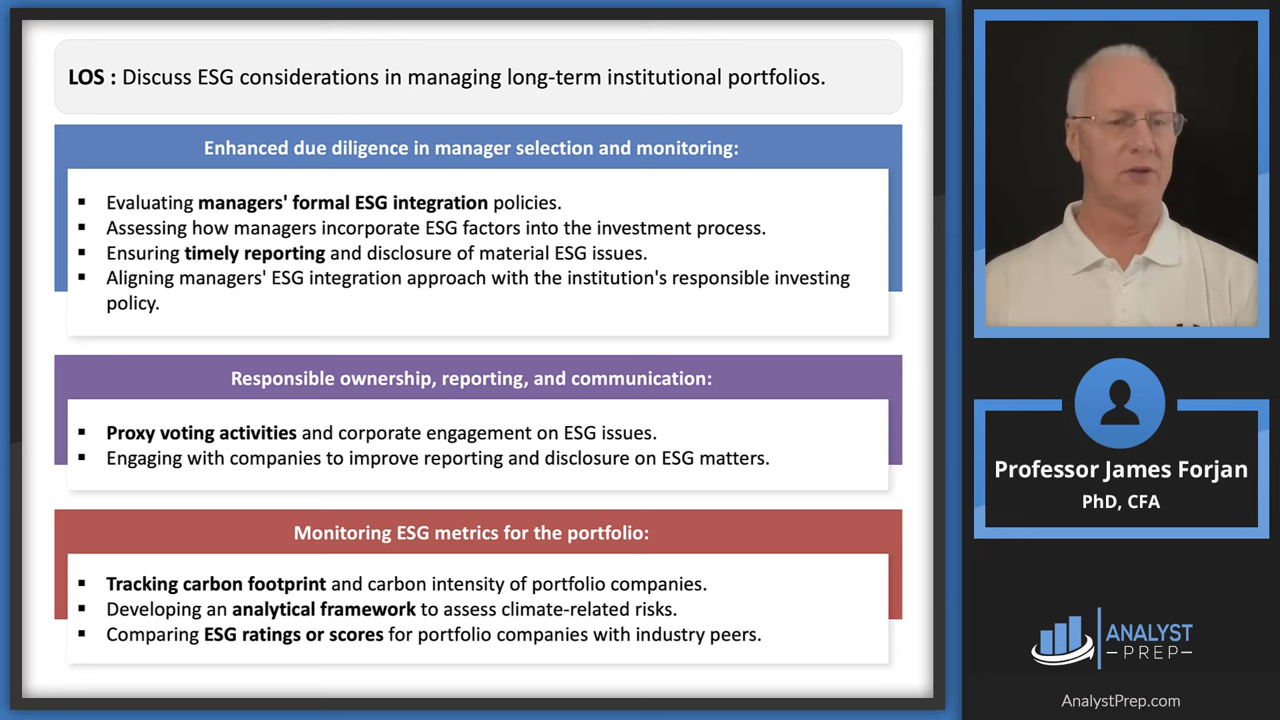 LOS : Discuss ESG considerations in managing long-term institutional portfolios.
Enhanced due diligence in manager selection and monitoring:
▪ Evaluating managers' formal ESG integration policies.
▪ Assessing how managers incorporate ESG factors into the investment process.
▪ Ensuring timely reporting and disclosure of material ESG issues.
▪ Aligning managers' ESG integration approach with the institution's responsible investing
policy.
Responsible ownership, reporting, and communication:
▪ Proxy voting activities and corporate engagement on ESG issues.
▪ Engaging with companies to improve reporting and disclosure on ESG matters.
Monitoring ESG metrics for the portfolio:
▪ Tracking carbon footprint and carbon intensity of portfolio companies.
▪ Developing an analytical framework to assess climate-related risks.
▪ Comparing ESG ratings or scores for portfolio companies with industry peers.
Professor James Forjan
PhD, CFA
ANALYST
PREP
AnalystPrep.com